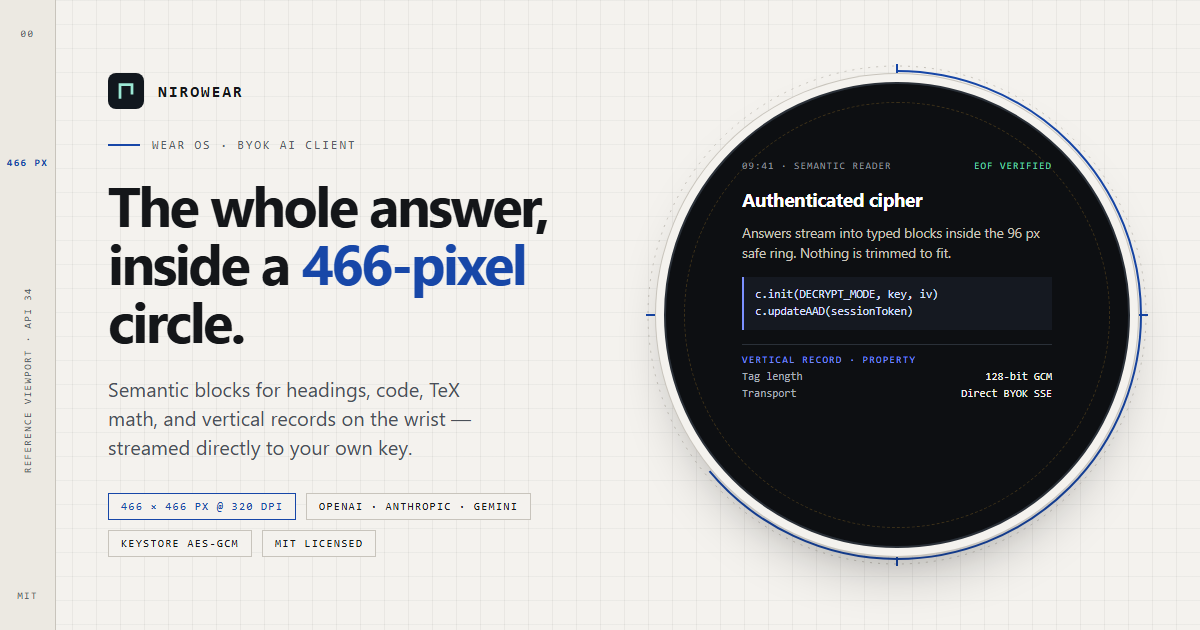 00
466 PX
REFERENCE VIEWPORT · API 34
MIT
NIROWEAR
WEAR OS · BYOK AI CLIENT
The whole answer,
inside a 466-pixel
circle.
Semantic blocks for headings, code, TeX
math, and vertical records on the wrist —
streamed directly to your own key.
466 × 466 PX @ 320 DPI
OPENAI · ANTHROPIC · GEMINI
KEYSTORE AES-GCM
MIT LICENSED
09:41 · SEMANTIC READER
EOF VERIFIED
Authenticated cipher
Answers stream into typed blocks inside the 96 px
safe ring. Nothing is trimmed to fit.
c.init(DECRYPT_MODE, key, iv)
c.updateAAD(sessionToken)
VERTICAL RECORD · PROPERTY
Tag length 128-bit GCM
Transport Direct BYOK SSE